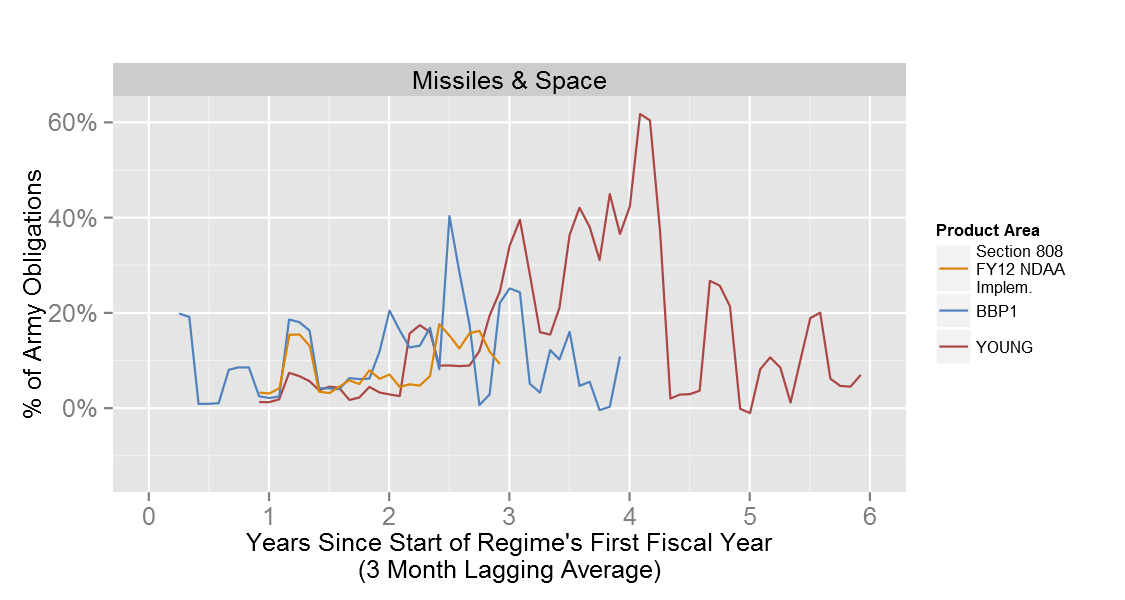 Missiles & Space
60%
40%
20%
0%
% of Army Obligations
0 1 2 3 4 5 6
Years Since Start of Regime's First Fiscal Year
(3 Month Lagging Average)
Product Area
Section 808
FY12 NDAA
Implem.
BBP1
YOUNG